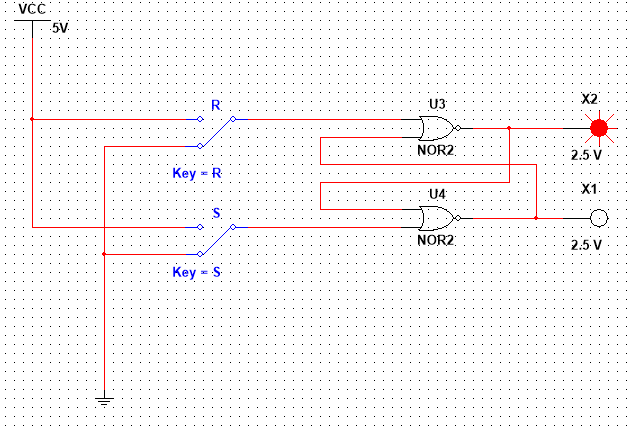 VCC
5V
R
Key = R
S
Key = S
U3
NOR2
U4
NOR2
X2
2.5 V
X1
2.5 V